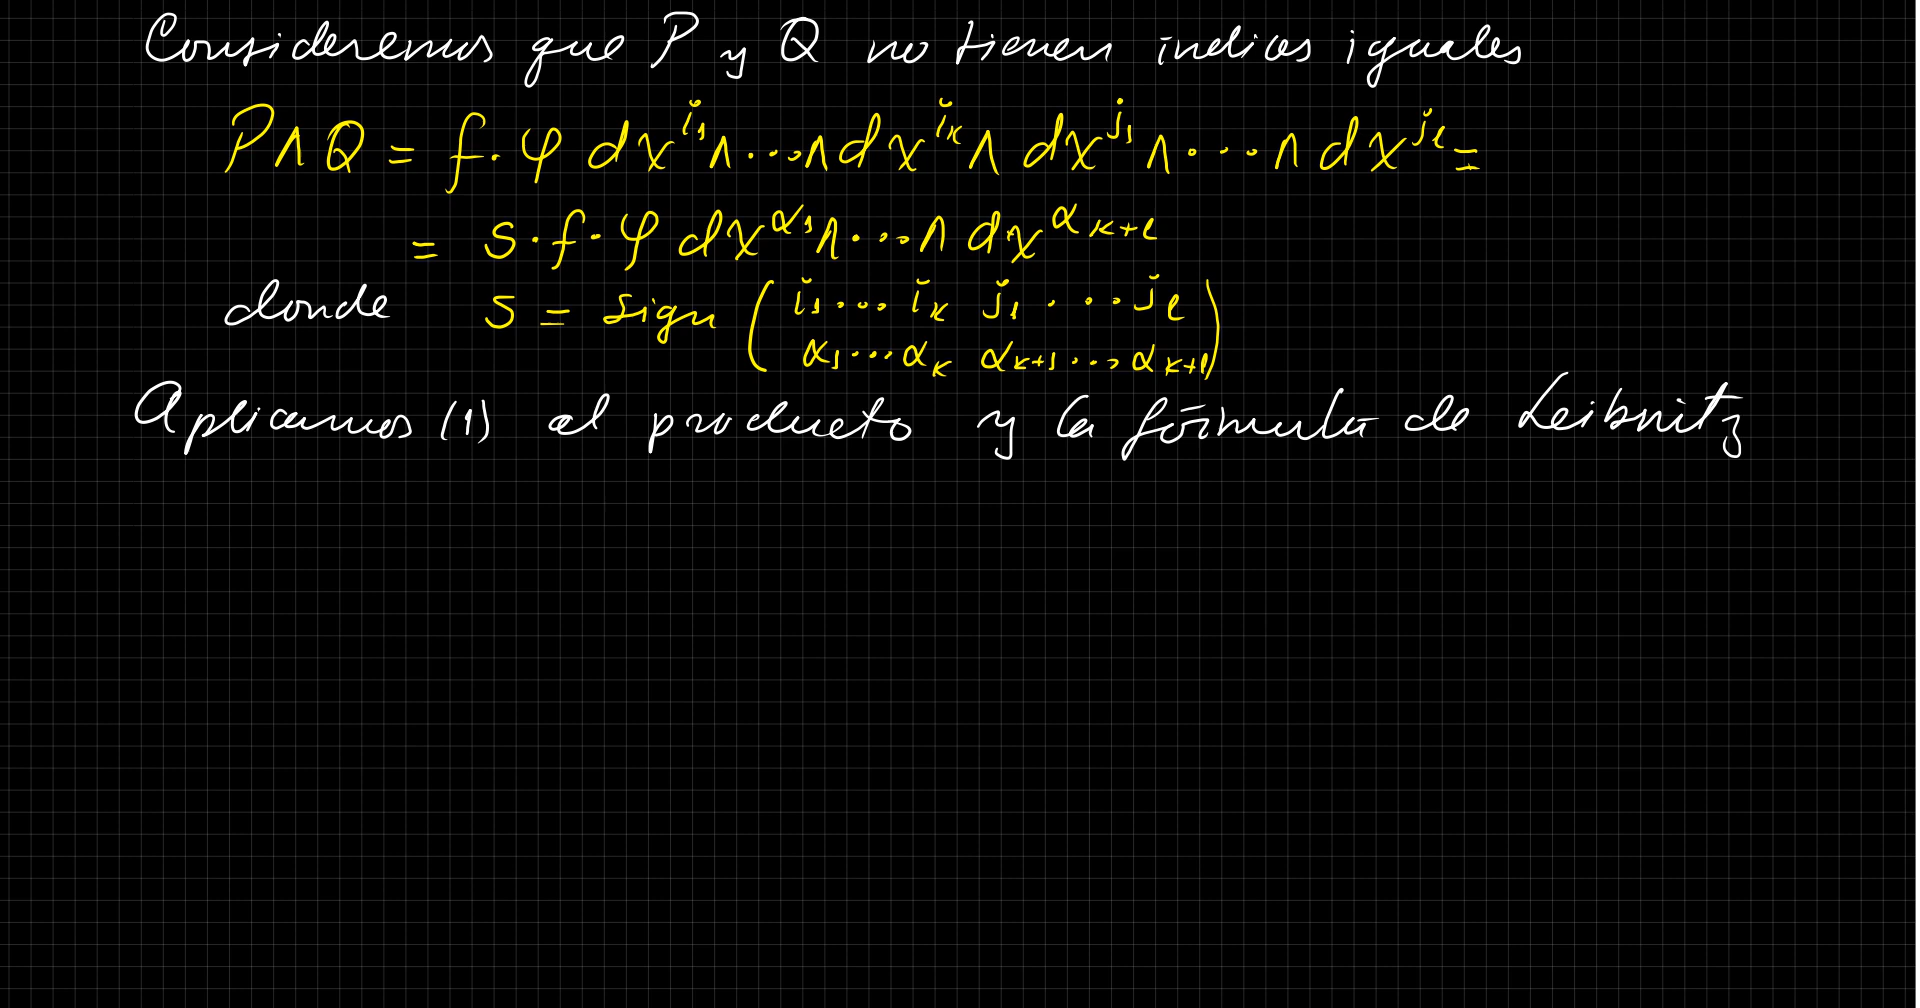 Consideremos que P y Q no tienen índices iguales
P∧Q = f·φ dx^{i_1}∧...∧dx^{i_k}∧dx^{j_1}∧...∧dx^{j_l} =
= s·f·φ dx^{α_1}∧...∧dx^{α_{k+l}}
donde s = sign ( i_1 ... i_k j_1 ... j_l
α_1 ... α_k α_{k+1} ... α_{k+l} )
Aplicamos (1) al producto y la fórmula de Leibnitz